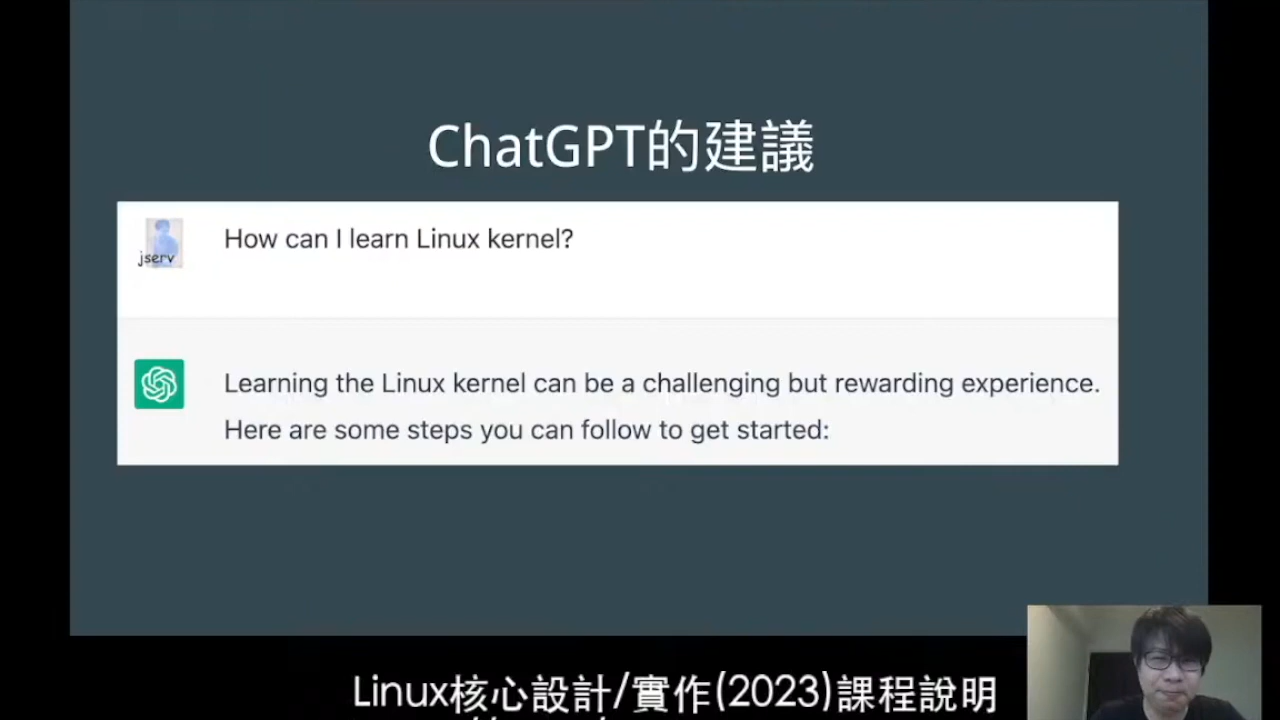 ChatGPT的建議
jserv
How can I learn Linux kernel?
Learning the Linux kernel can be a challenging but rewarding experience.
Here are some steps you can follow to get started:
Linux核心設計/實作(2023)課程說明